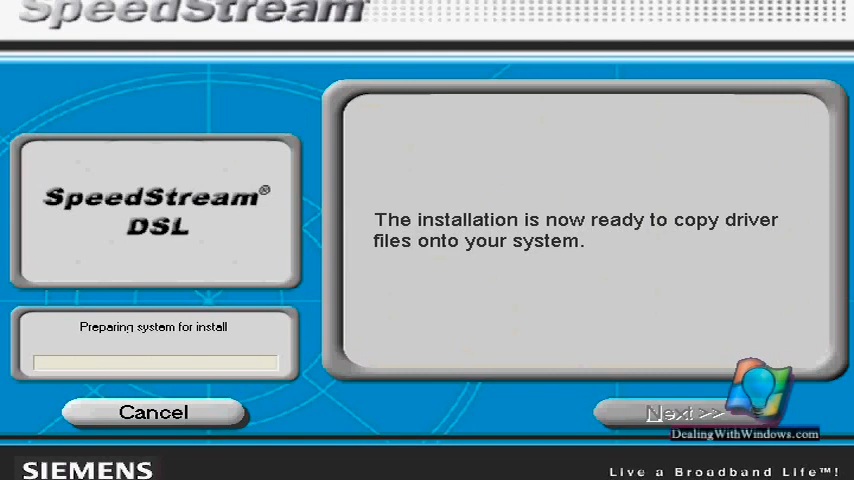 SpeedStream
SpeedStream®
DSL
The installation is now ready to copy driver
files onto your system.
Preparing system for install
Cancel
Next >>
DealingWithWindows.com
SIEMENS
Live a Broadband Life™!